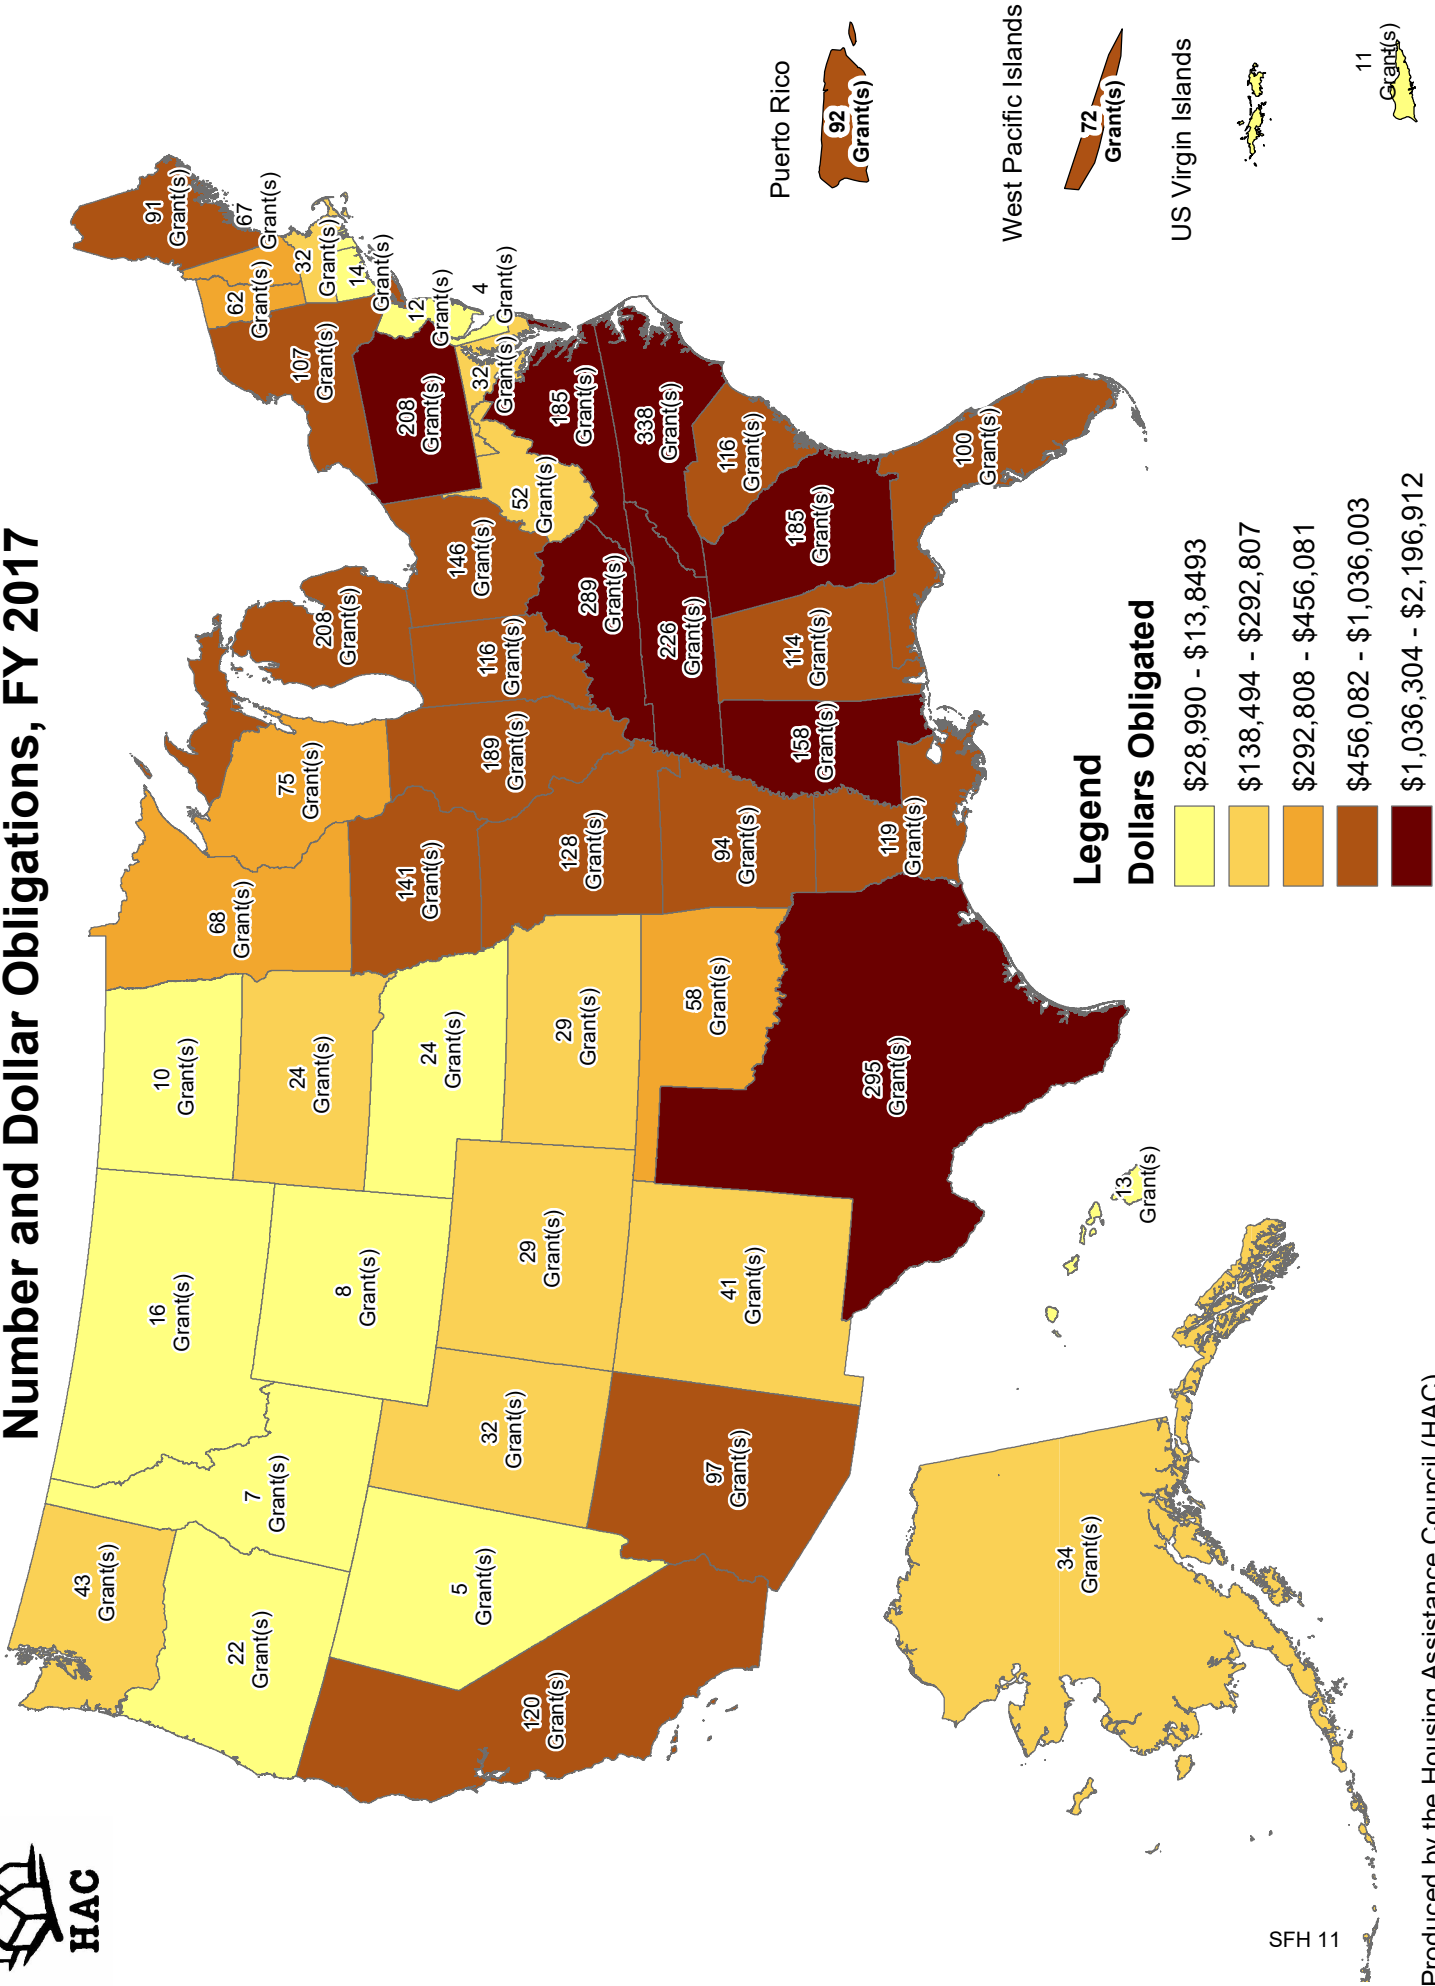 Number and Dollar Obligations, FY 2017
HAC
43
Grant(s)
22
Grant(s)
120
Grant(s)
5
Grant(s)
7
Grant(s)
16
Grant(s)
8
Grant(s)
32
Grant(s)
97
Grant(s)
29
Grant(s)
41
Grant(s)
10
Grant(s)
24
Grant(s)
24
Grant(s)
29
Grant(s)
58
Grant(s)
295
Grant(s)
68
Grant(s)
141
Grant(s)
128
Grant(s)
94
Grant(s)
119
Grant(s)
75
Grant(s)
189
Grant(s)
208
Grant(s)
116
Grant(s)
146
Grant(s)
289
Grant(s)
226
Grant(s)
158
Grant(s)
114
Grant(s)
185
Grant(s)
100
Grant(s)
116
Grant(s)
338
Grant(s)
185
Grant(s)
52
Grant(s)
208
Grant(s)
32
Grant(s)
4
Grant(s)
12
Grant(s)
107
Grant(s)
62
Grant(s)
67
Grant(s)
91
Grant(s)
32
Grant(s)
14
Grant(s)
34
Grant(s)
13
Grant(s)
Puerto Rico
92
Grant(s)
West Pacific Islands
72
Grant(s)
US Virgin Islands
11
Grant(s)
Legend
Dollars Obligated
$28,990 - $13,8493
$138,494 - $292,807
$292,808 - $456,081
$456,082 - $1,036,003
$1,036,304 - $2,196,912
SFH 11
Produced by the Housing Assistance Council (HAC)